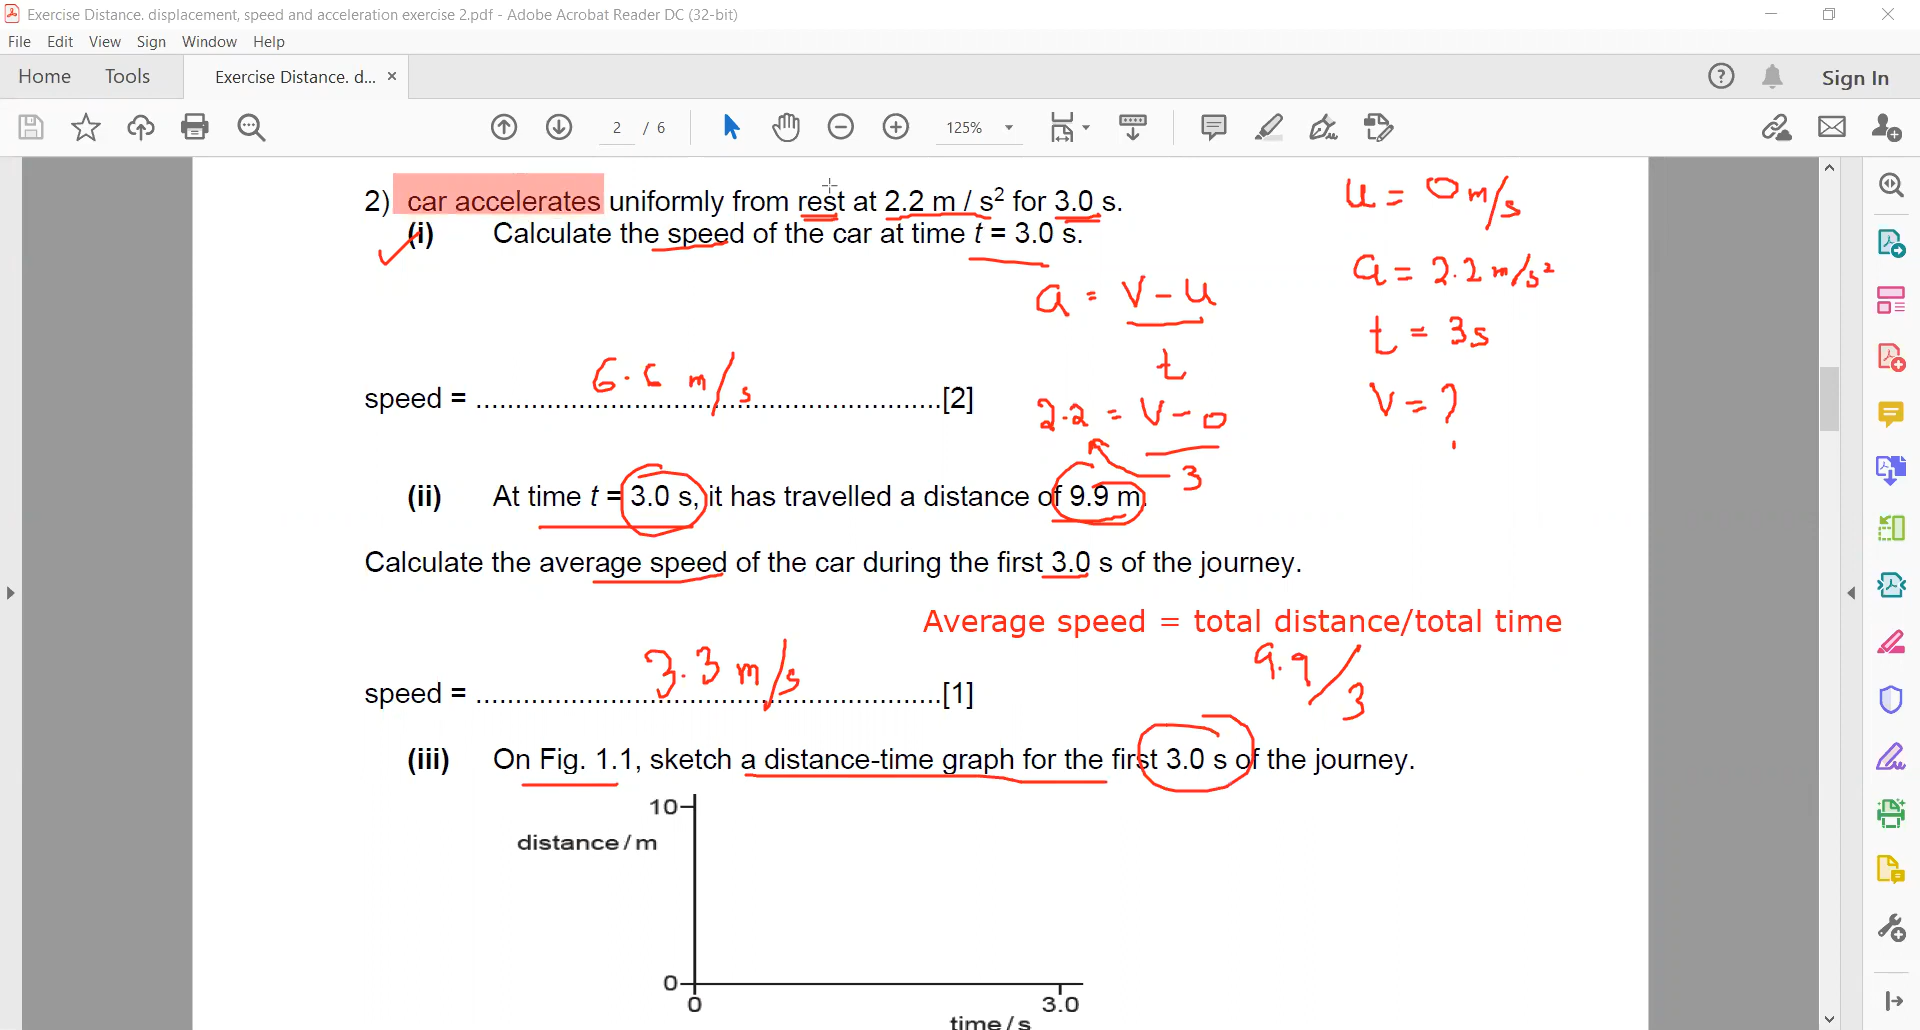 Exercise Distance. displacement, speed and acceleration exercise 2.pdf - Adobe Acrobat Reader DC (32-bit)
File Edit View Sign Window Help
Home Tools Exercise Distance. d... × Sign In
2 / 6 125%
2) car accelerates uniformly from rest at 2.2 m / s² for 3.0 s.
u = 0 m/s
(i) Calculate the speed of the car at time t = 3.0 s.
a = 2.2 m/s²
a = v - u
t
t = 3s
speed = 6.6 m/s [2]
v = ?
2.2 = v - 0
3
(ii) At time t = 3.0 s, it has travelled a distance of 9.9 m.
Calculate the average speed of the car during the first 3.0 s of the journey.
Average speed = total distance/total time
9.9/3
speed = 3.3 m/s [1]
(iii) On Fig. 1.1, sketch a distance-time graph for the first 3.0 s of the journey.
10
distance / m
0
0 3.0
time / s